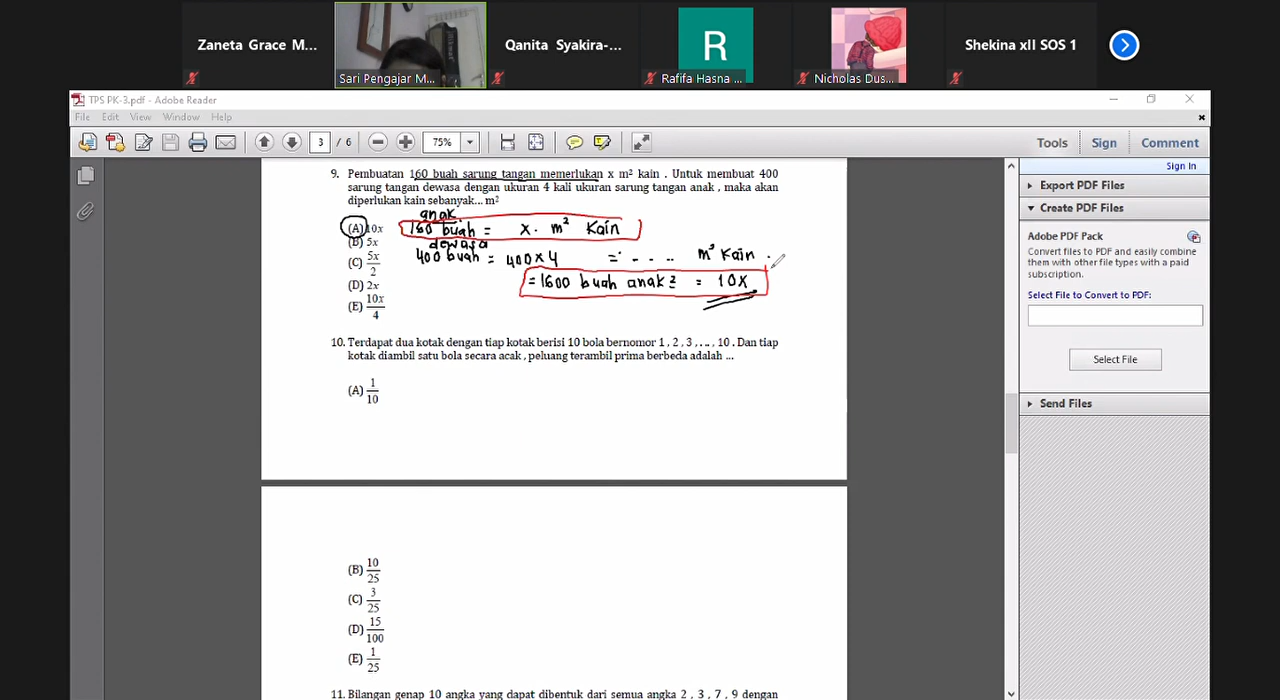 Zaneta Grace M...
Sari Pengajar M...
Qanita Syakira-...
R
Rafifa Hasna ...
Nicholas Dus...
Shekina xII SOS 1
TPS PK-3.pdf - Adobe Reader
File Edit View Window Help
3 / 6 75% Tools Sign Comment
Sign In
Export PDF Files
Create PDF Files
Adobe PDF Pack
Convert files to PDF and easily combine
them with other file types with a paid
subscription.
Select File to Convert to PDF:
Select File
Send Files
9. Pembuatan 160 buah sarung tangan memerlukan x m² kain . Untuk membuat 400
sarung tangan dewasa dengan ukuran 4 kali ukuran sarung tangan anak , maka akan
diperlukan kain sebanyak... m²
anak
(A) 10x 160 buah = x. m² Kain
dewasa
(B) 5x
400 buah = 400 x 4 = . . .. m² Kain .
(C) 5x/2
= 1600 buah anak² = 10X
(D) 2x
(E) 10x/4
10. Terdapat dua kotak dengan tiap kotak berisi 10 bola bernomor 1 , 2 , 3 , … , 10 . Dan tiap
kotak diambil satu bola secara acak , peluang terambil prima berbeda adalah ...
(A) 1/10
(B) 10/25
(C) 3/25
(D) 15/100
(E) 1/25
11. Bilangan genap 10 angka yang dapat dibentuk dari semua angka 2 , 3 , 7 , 9 dengan